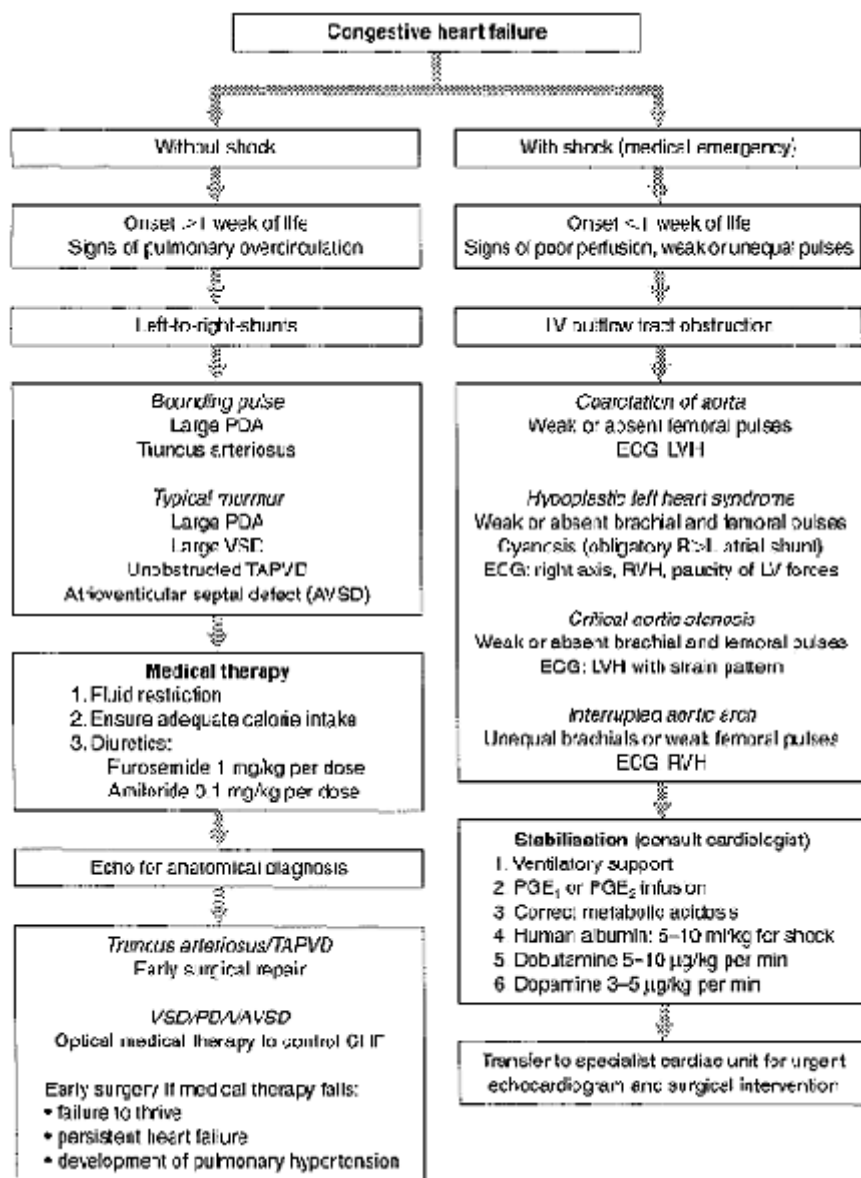 Congestive heart failure
Without shock
Onset >1 week of life
Signs of pulmonary overcirculation
Left-to-right-shunts
Bounding pulse
Large PDA
Truncus arteriosus
Typical murmur
Large PDA
Large VSD
Unobstructed TAPVD
Atrioventicular septal defect (AVSD)
Medical therapy
1. Fluid restriction
2. Ensure adequate calorie intake
3. Diuretics:
Furosemide 1 mg/kg per dose
Amiloride 0.1 mg/kg per dose
Echo for anatomical diagnosis
Truncus arteriosus/TAPVD
Early surgical repair
VSD/PDA/AVSD
Optical medical therapy to control CHF
Early surgery if medical therapy fails:
• failure to thrive
• persistent heart failure
• development of pulmonary hypertension
With shock (medical emergency)
Onset <1 week of life
Signs of poor perfusion, weak or unequal pulses
LV outflow tract obstruction
Coarctation of aorta
Weak or absent femoral pulses
ECG LVH
Hypoplastic left heart syndrome
Weak or absent brachial and femoral pulses
Cyanosis (obligatory R>L atrial shunt)
ECG: right axis, RVH, paucity of LV forces
Critical aortic stenosis
Weak or absent brachial and femoral pulses
ECG: LVH with strain pattern
Interrupted aortic arch
Unequal brachials or weak femoral pulses
ECG RVH
Stabilisation (consult cardiologist)
1. Ventilatory support
2 PGE₁ or PGE₂ infusion
3 Correct metabolic acidosis
4 Human albumin: 5–10 ml/kg for shock
5 Dobutamine 5–10 µg/kg per min
6 Dopamine 3–5 µg/kg per min
Transfer to specialist cardiac unit for urgent
echocardiogram and surgical intervention